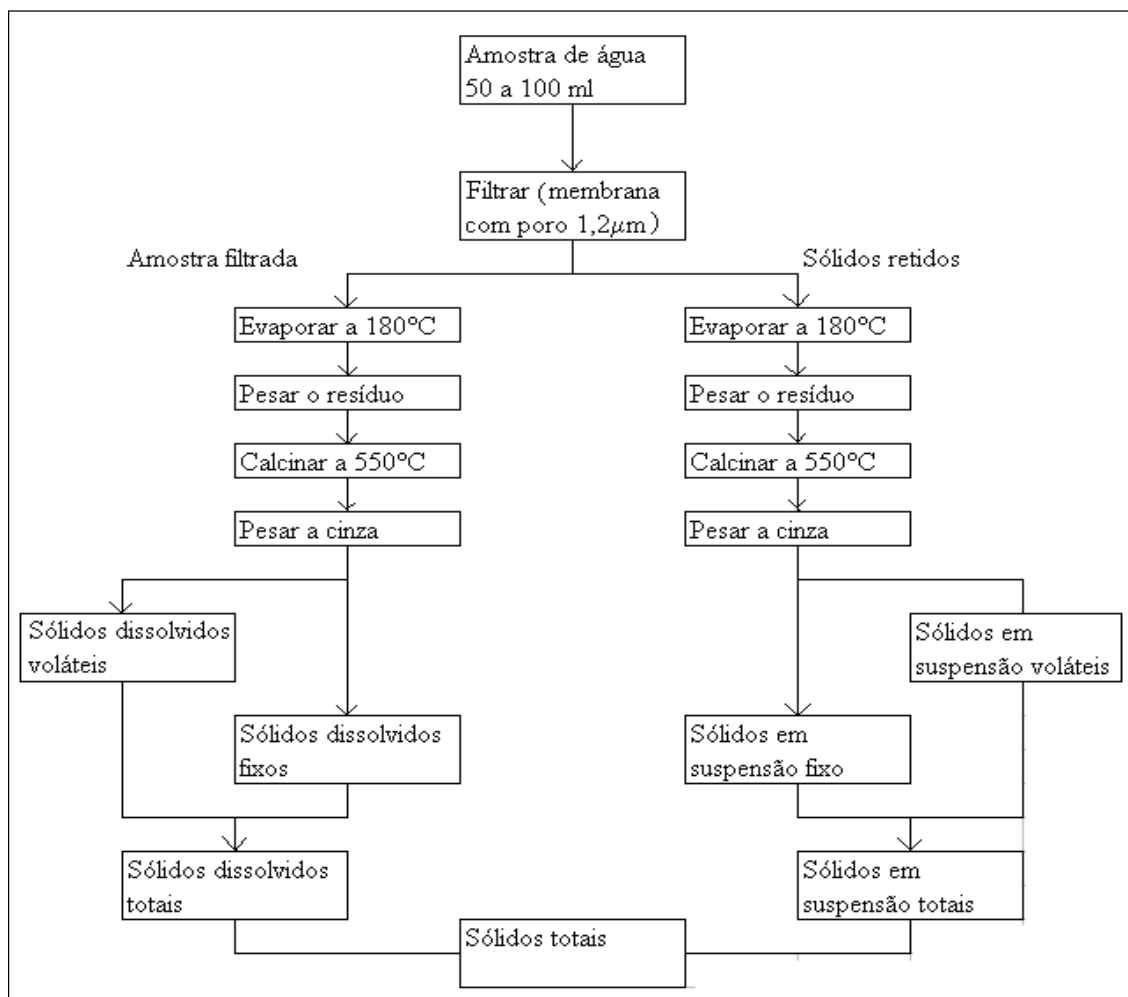 Amostra de água
50 a 100 ml
Filtrar (membrana
com poro 1,2µm)
Amostra filtrada
Sólidos retidos
Evaporar a 180ºC
Evaporar a 180ºC
Pesar o resíduo
Pesar o resíduo
Calcinar a 550ºC
Calcinar a 550ºC
Pesar a cinza
Pesar a cinza
Sólidos dissolvidos
voláteis
Sólidos em
suspensão voláteis
Sólidos dissolvidos
fixos
Sólidos em
suspensão fixo
Sólidos dissolvidos
totais
Sólidos em
suspensão totais
Sólidos totais